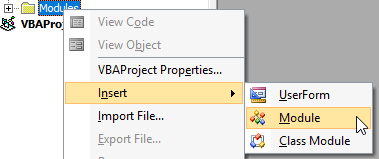 Modules
View Code
VBAProj
View Object
VBAProject Properties...
Insert
UserForm
Import File...
Module
Export File...
Class Module